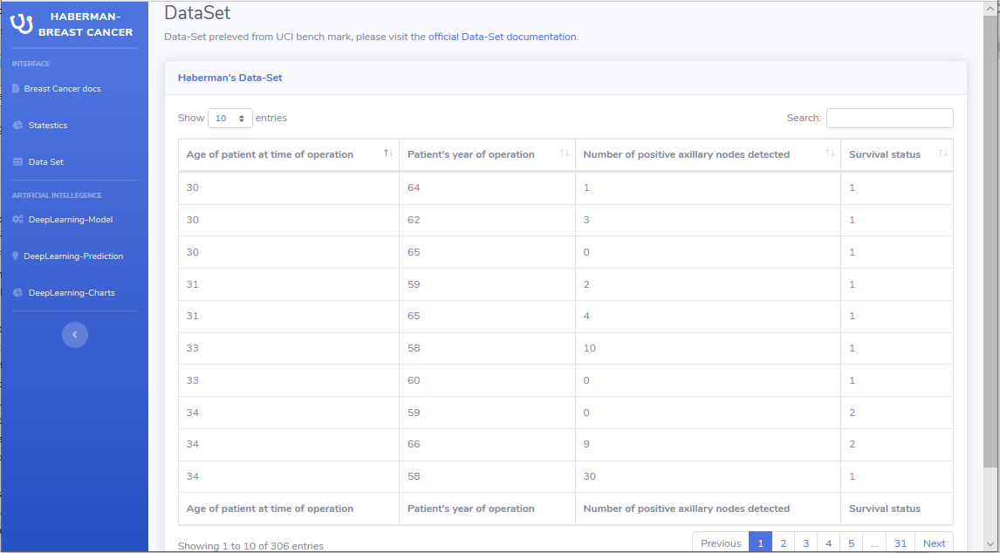 HABERMAN-
BREAST CANCER
INTERFACE
Breast Cancer docs
Statestics
Data Set
ARTIFICIAL INTELLEGENCE
DeepLearning-Model
DeepLearning-Prediction
DeepLearning-Charts
DataSet
Data-Set preleved from UCI bench mark, please visit the official Data-Set documentation.
Haberman's Data-Set
Show 10 entries Search:
Age of patient at time of operation Patient's year of operation Number of positive axillary nodes detected Survival status
30 64 1 1
30 62 3 1
30 65 0 1
31 59 2 1
31 65 4 1
33 58 10 1
33 60 0 1
34 59 0 2
34 66 9 2
34 58 30 1
Age of patient at time of operation Patient's year of operation Number of positive axillary nodes detected Survival status
Showing 1 to 10 of 306 entries Previous 1 2 3 4 5 ... 31 Next